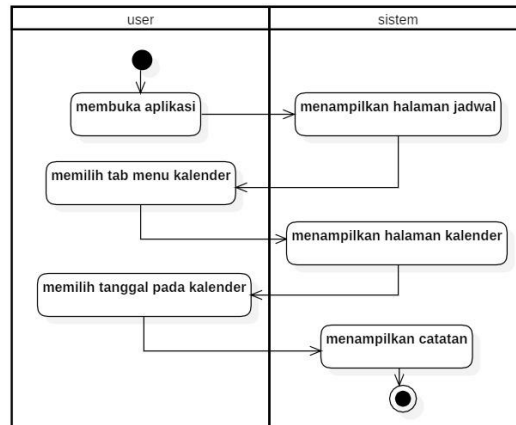 user
sistem
membuka aplikasi
menampilkan halaman jadwal
memilih tab menu kalender
menampilkan halaman kalender
memilih tanggal pada kalender
menampilkan catatan